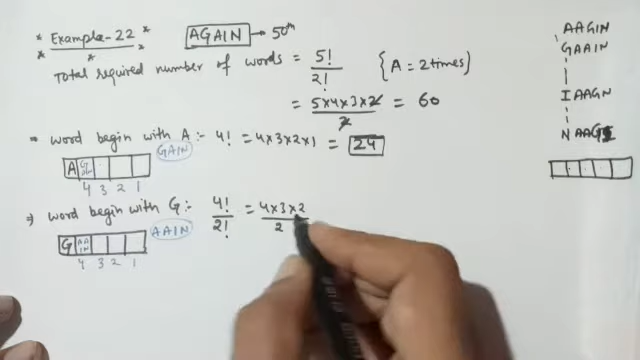 * Example-22 *
* * *
AGAIN → 50th
Total required number of words = 5!/2! {A = 2 times}
= 5×4×3×2/2 = 60
⇒ Word begin with A :- 4! = 4×3×2×1 = 24
A
GAIN
4 3 2 1
⇒ Word begin with G :- 4!/2! = 4×3×2/2
G AA IN
AAIN
4 3 2 1
AAGIN
GAAIN
IAAGN
NAAG